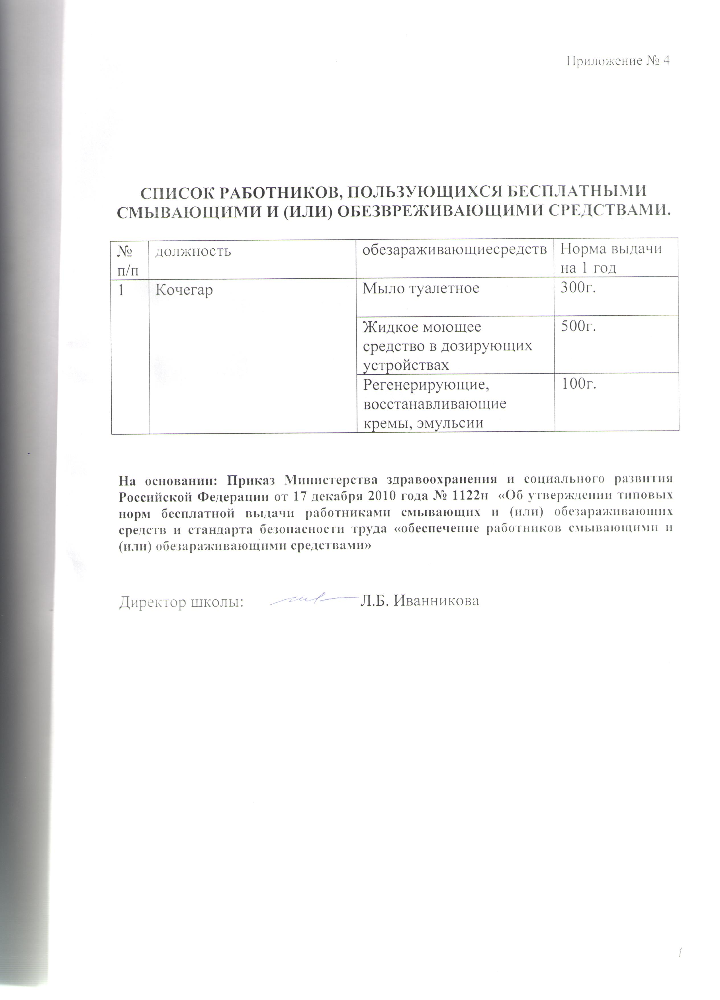 Приложение № 4
СПИСОК РАБОТНИКОВ, ПОЛЬЗУЮЩИХСЯ БЕСПЛАТНЫМИ
СМЫВАЮЩИМИ И (ИЛИ) ОБЕЗВРЕЖИВАЮЩИМИ СРЕДСТВАМИ.
№ п/п
должность
обезараживающиесредств
Норма выдачи
на 1 год
1
Кочегар
Мыло туалетное
300г.
Жидкое моющее
средство в дозирующих
устройствах
500г.
Регенерирующие,
восстанавливающие
кремы, эмульсии
100г.
На основании: Приказ Министерства здравоохранения и социального развития
Российской Федерации от 17 декабря 2010 года № 1122н «Об утверждении типовых
норм бесплатной выдачи работниками смывающих и (или) обезараживающих
средств и стандарта безопасности труда «обеспечение работников смывающими и
(или) обезараживающими средствами»
Директор школы: Л.Б. Иванникова
1